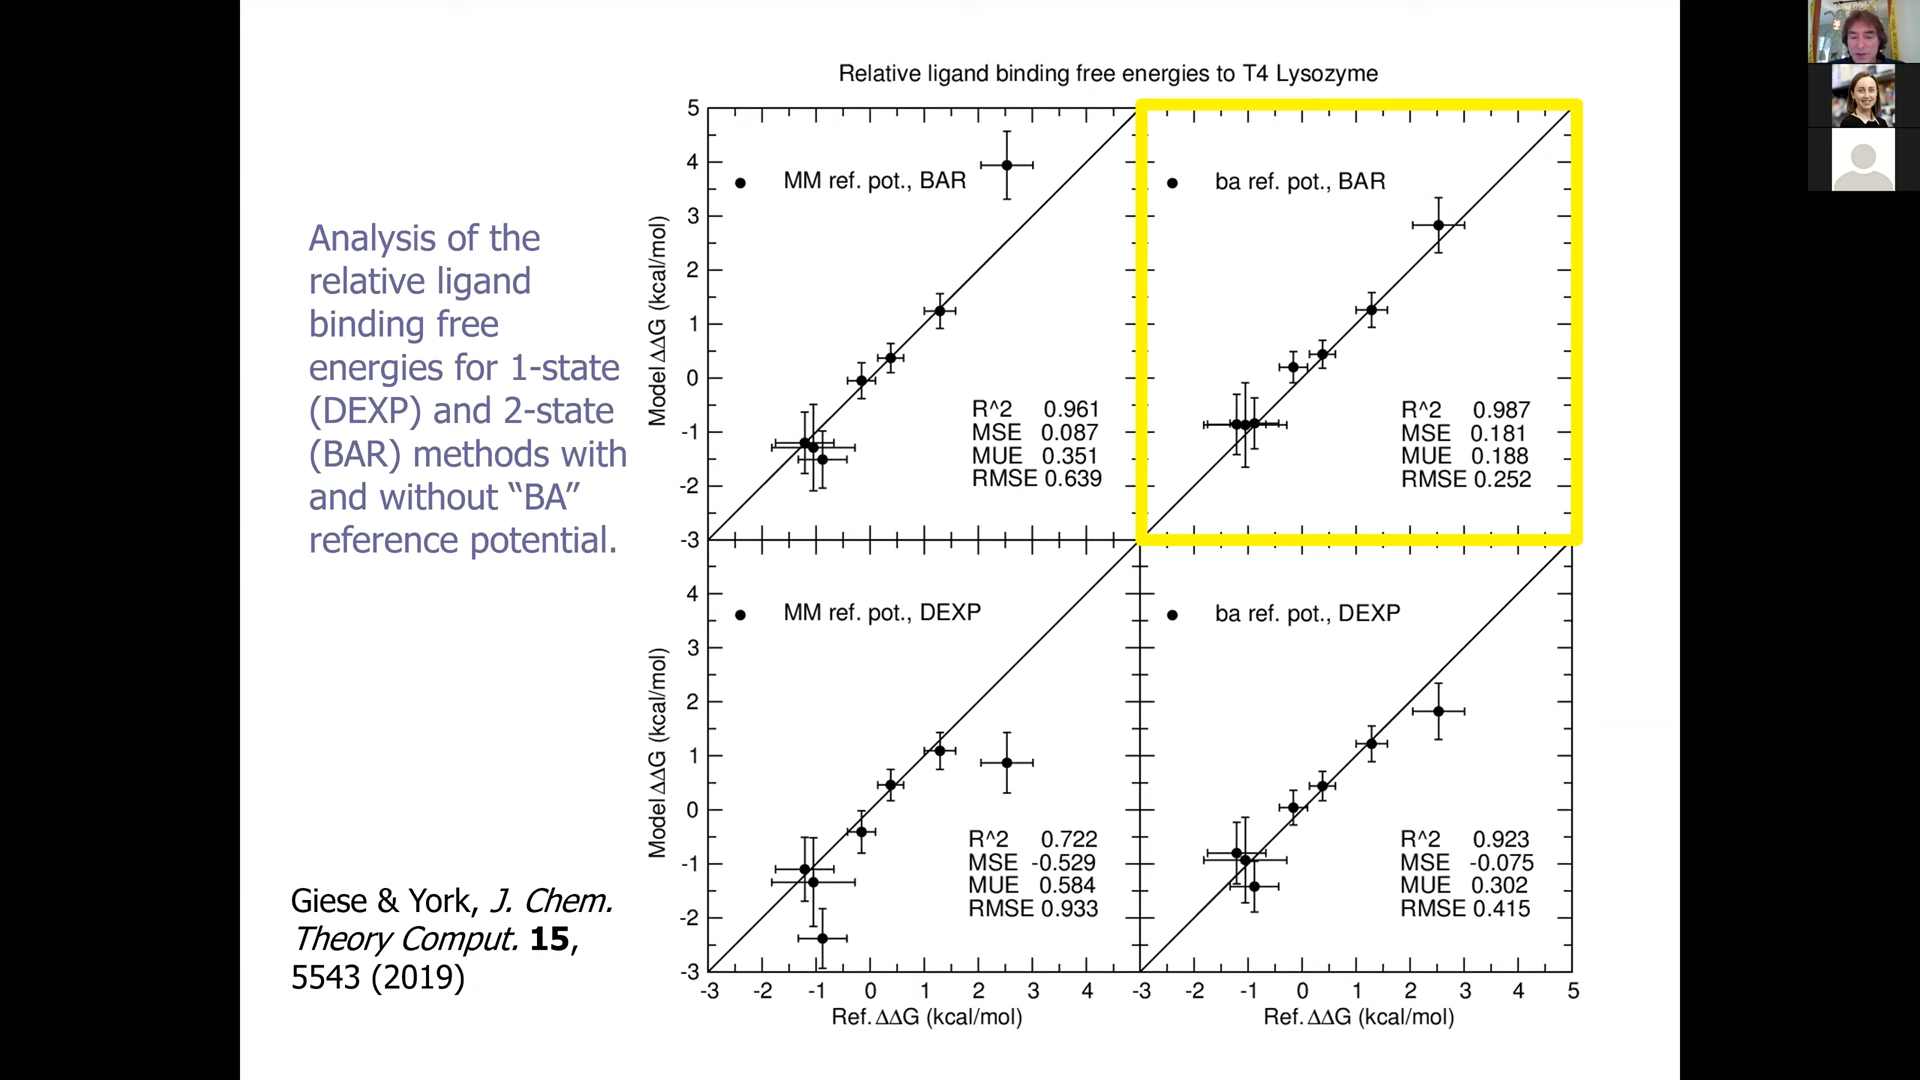 Relative ligand binding free energies to T4 Lysozyme
Analysis of the
relative ligand
binding free
energies for 1-state
(DEXP) and 2-state
(BAR) methods with
and without “BA”
reference potential.
Giese & York, J. Chem.
Theory Comput. 15,
5543 (2019)
Model ΔΔG (kcal/mol)
5
4
3
2
1
0
-1
-2
-3
MM ref. pot., BAR
R^2 0.961
MSE 0.087
MUE 0.351
RMSE 0.639
ba ref. pot., BAR
R^2 0.987
MSE 0.181
MUE 0.188
RMSE 0.252
Model ΔΔG (kcal/mol)
4
3
2
1
0
-1
-2
-3
MM ref. pot., DEXP
R^2 0.722
MSE -0.529
MUE 0.584
RMSE 0.933
ba ref. pot., DEXP
R^2 0.923
MSE -0.075
MUE 0.302
RMSE 0.415
-3 -2 -1 0 1 2 3 4 -3 -2 -1 0 1 2 3 4 5
Ref. ΔΔG (kcal/mol) Ref. ΔΔG (kcal/mol)